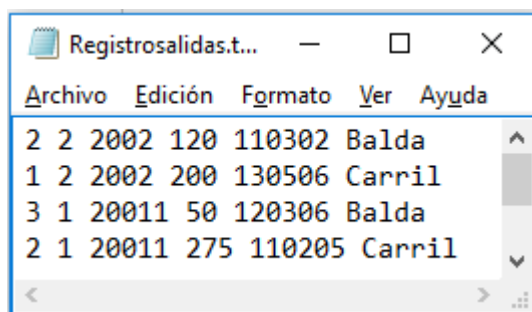 Registrosalidas.t...
Archivo Edición Formato Ver Ayuda
2 2 2002 120 110302 Balda
1 2 2002 200 130506 Carril
3 1 20011 50 120306 Balda
2 1 20011 275 110205 Carril